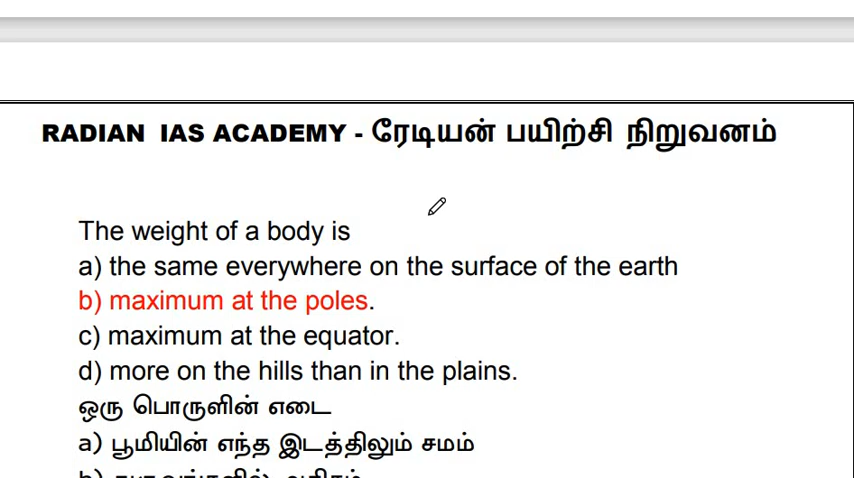 RADIAN IAS ACADEMY - ரேடியன் பயிற்சி நிறுவனம்
The weight of a body is
a) the same everywhere on the surface of the earth
b) maximum at the poles.
c) maximum at the equator.
d) more on the hills than in the plains.
ஒரு பொருளின் எடை
a) பூமியின் எந்த இடத்திலும் சமம்